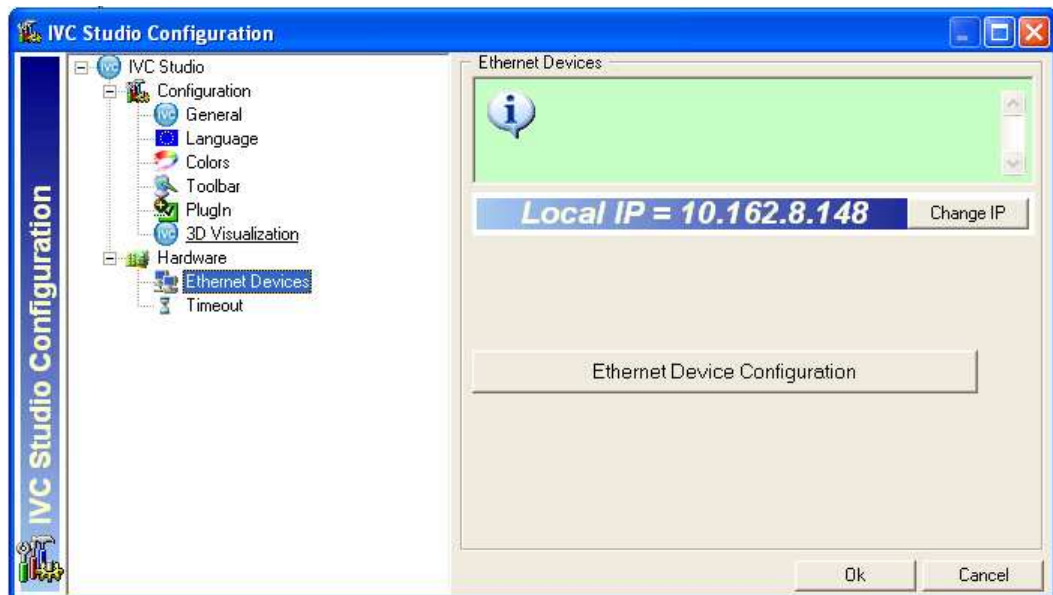 IVC Studio Configuration
IVC Studio Configuration
IVC Studio
Configuration
General
Language
Colors
Toolbar
PlugIn
3D Visualization
Hardware
Ethernet Devices
Timeout
Ethernet Devices
Local IP = 10.162.8.148
Change IP
Ethernet Device Configuration
Ok
Cancel